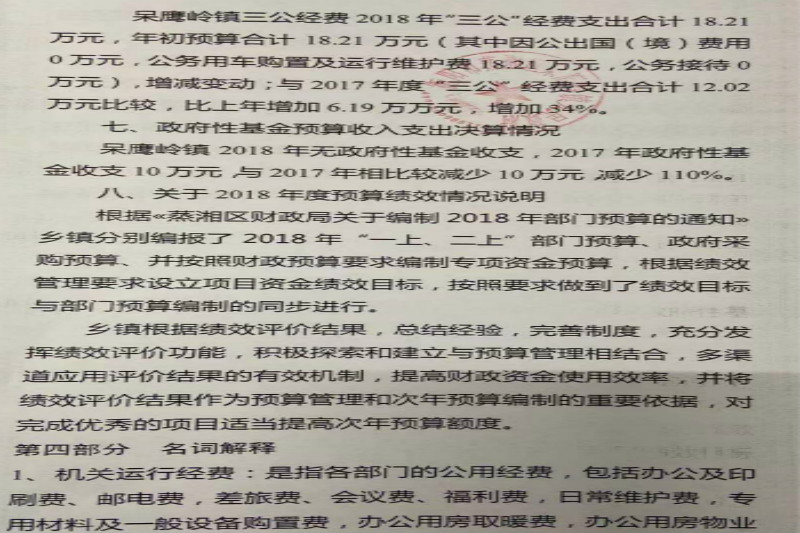 呆鹰岭镇三公经费 2018 年“三公”经费支出合计 18.21
万元，年初预算合计 18.21 万元（其中因公出国（境）费用
0 万元，公务用车购置及运行维护费 18.21 万元，公务接待 0
万元），增减变动；与 2017 年度“三公”经费支出合计 12.02
万元比较，比上年增加 6.19 万万元，增加 34%。
七、政府性基金预算收入支出决算情况
呆鹰岭镇 2018 年无政府性基金收支，2017 年政府性基
金收支 10 万元，与 2017 年相比较减少 10 万元，减少 110%。
八、关于 2018 年度预算绩效情况说明
根据«蒸湘区财政局关于编制 2018 年部门预算的通知»
乡镇分别编报了 2018 年“一上、二上”部门预算、政府采
购预算、并按照财政预算要求编制专项资金预算，根据绩效
管理要求设立项目资金绩效目标，按照要求做到了绩效目标
与部门预算编制的同步进行。
乡镇根据绩效评价结果，总结经验，完善制度，充分发
挥绩效评价功能，积极探索和建立与预算管理相结合，多渠
道应用评价结果的有效机制，提高财政资金使用效率，并将
绩效评价结果作为预算管理和次年预算编制的重要依据，对
完成优秀的项目适当提高次年预算额度。
第四部分 名词解释
1、机关运行经费：是指各部门的公用经费，包括办公及印
刷费、邮电费，差旅费、会议费、福利费，日常维护费，专
用材料及一般设备购置费，办公用房取暖费，办公用房物业